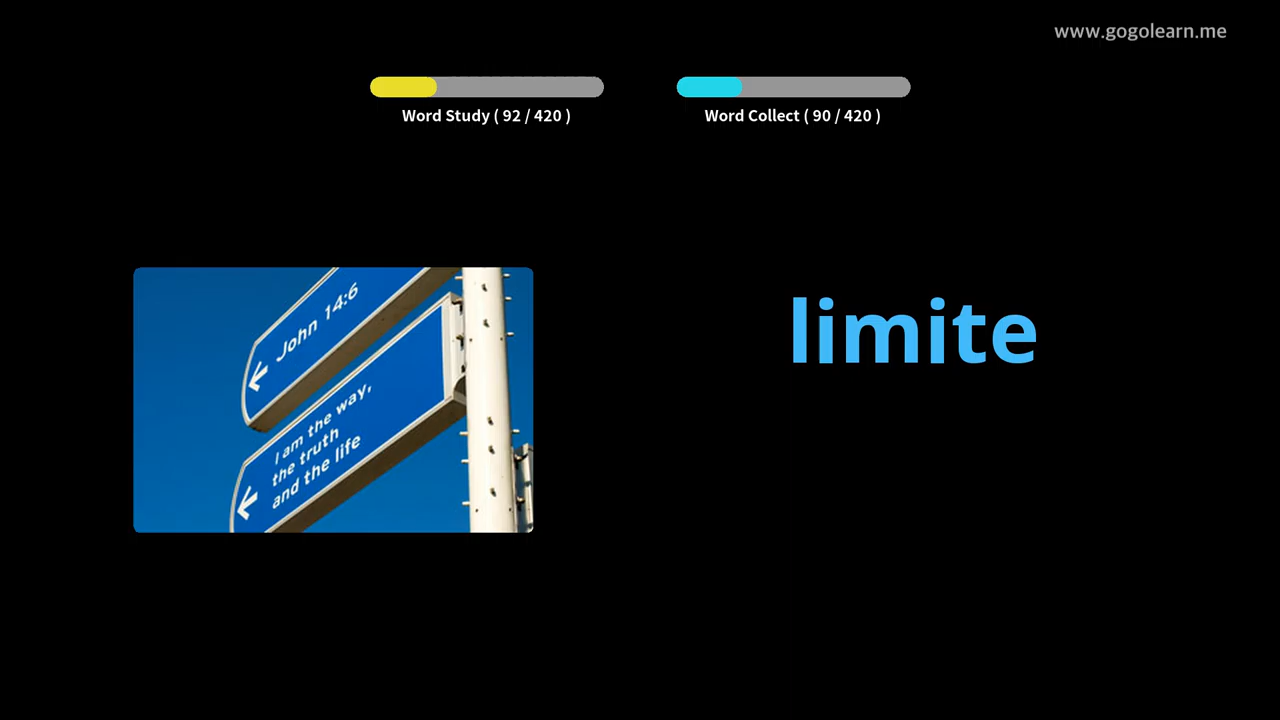 www.gogolearn.me
Word Study ( 92 / 420 )
Word Collect ( 90 / 420 )
John 14:6
I am the way,
the truth
and the life
limite